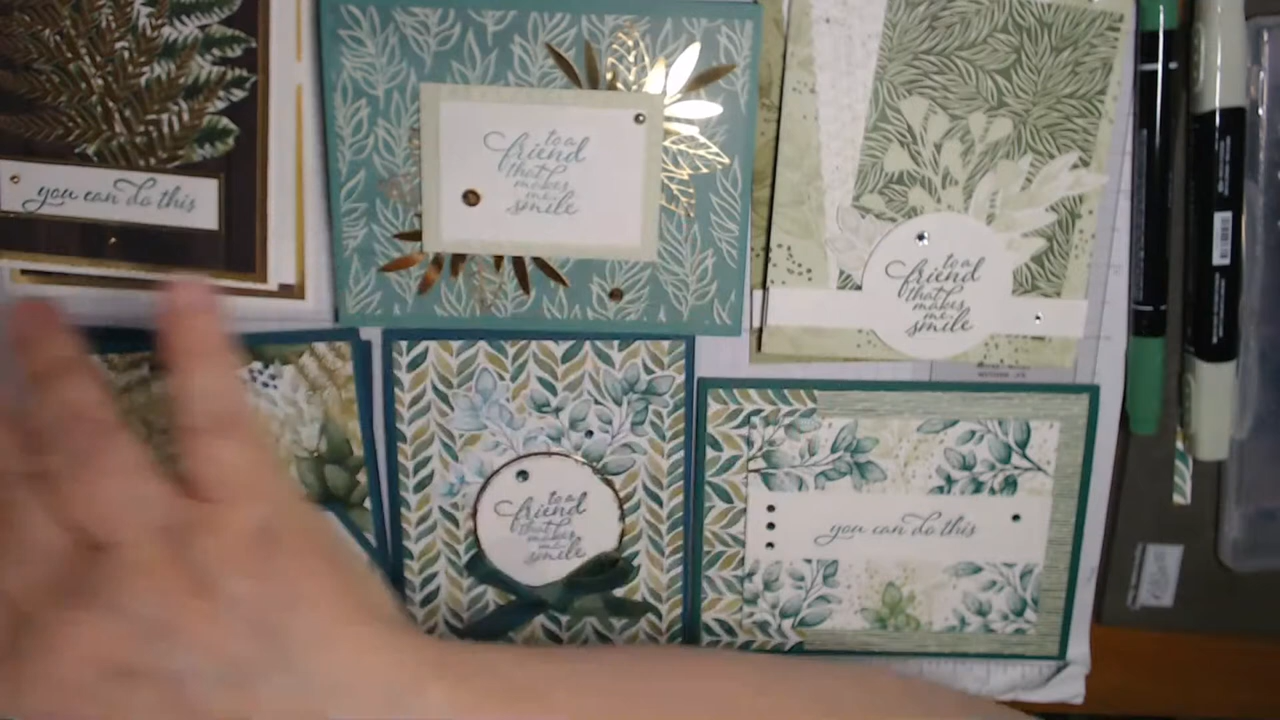 you can do this
to a
friend
that
makes
me
smile
to a
friend
that
makes
me
smile
to a
friend
that
makes
me
smile
you can do this